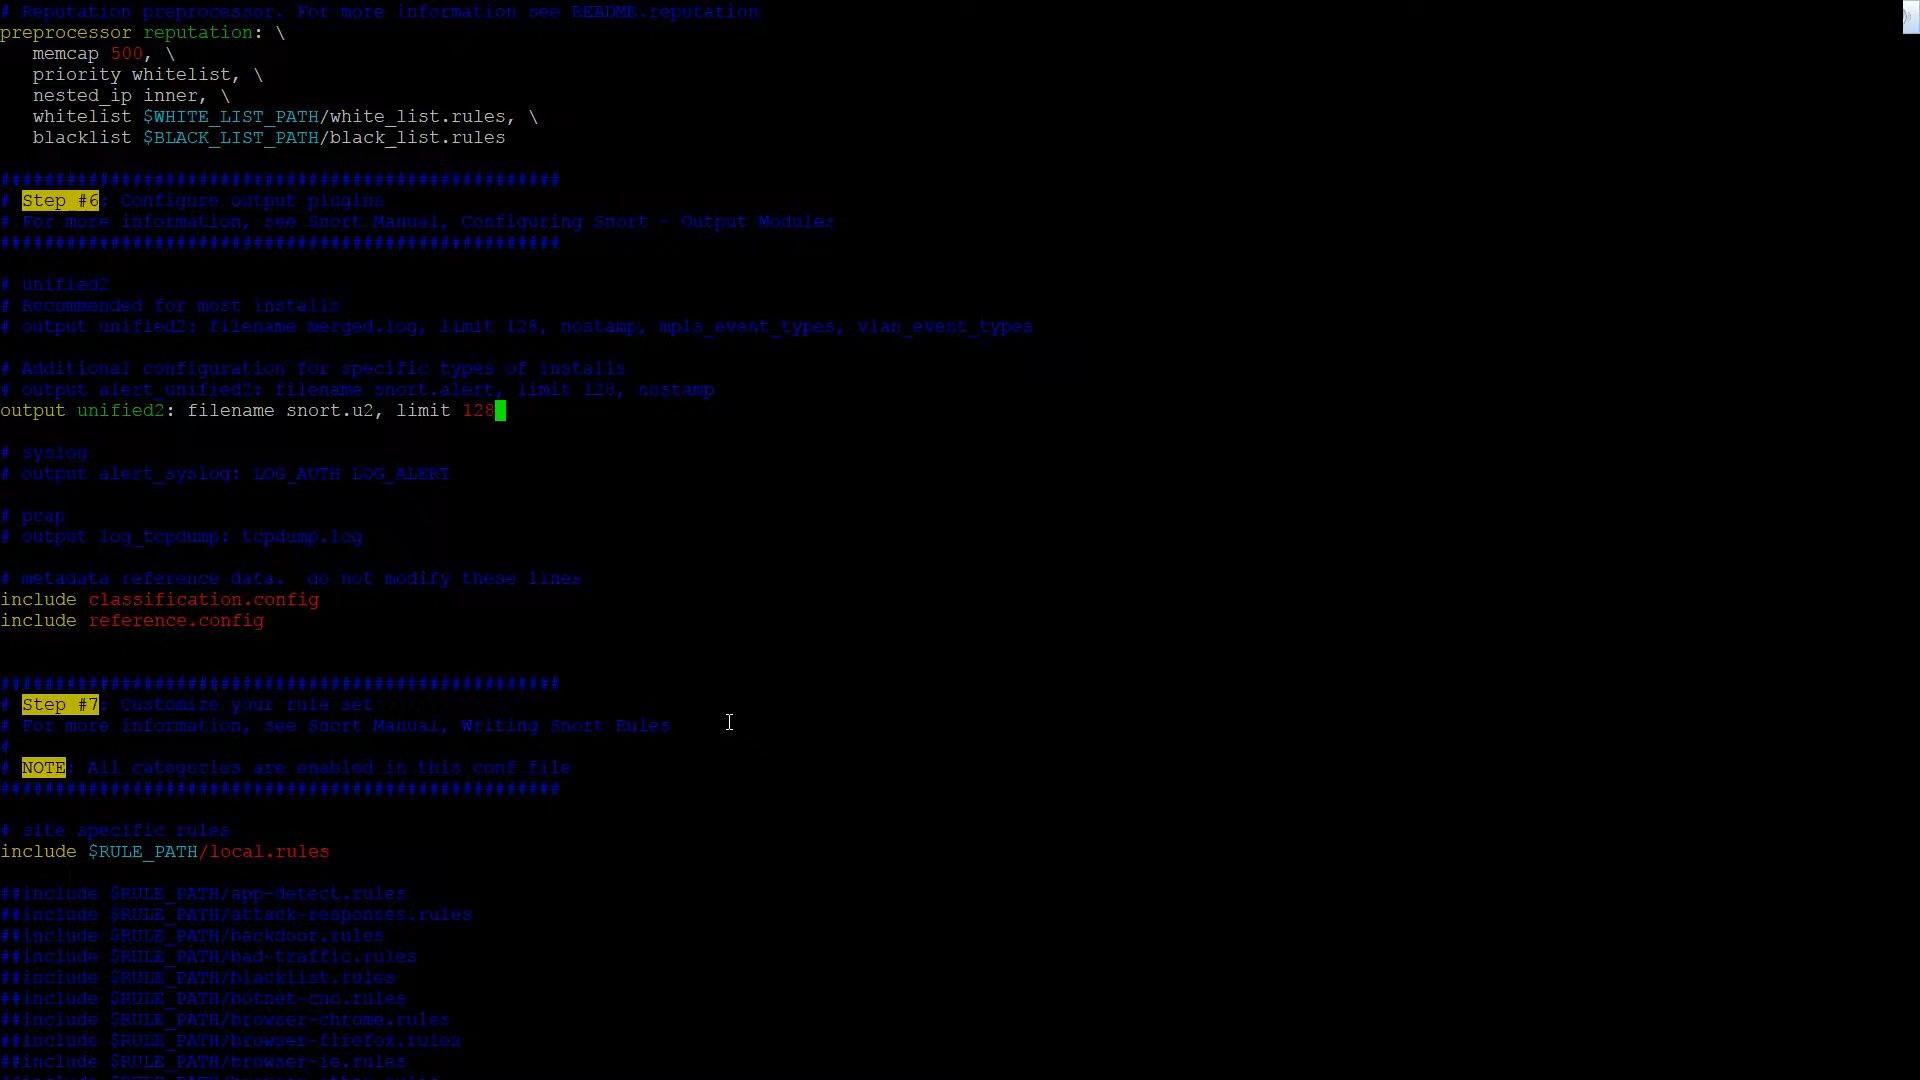 # Reputation preprocessor. For more information see README.reputation
preprocessor reputation: \
   memcap 500, \
   priority whitelist, \
   nested_ip inner, \
   whitelist $WHITE_LIST_PATH/white_list.rules, \
   blacklist $BLACK_LIST_PATH/black_list.rules
###################################################
# Step #6: Configure output plugins
# For more information, see Snort Manual, Configuring Snort - Output Modules
###################################################
# unified2
# Recommended for most installs
# output unified2: filename merged.log, limit 128, nostamp, mpls_event_types, vlan_event_types
# Additional configuration for specific types of installs
# output alert_unified2: filename snort.alert, limit 128, nostamp
output unified2: filename snort.u2, limit 128
# syslog
# output alert_syslog: LOG_AUTH LOG_ALERT
# pcap
# output log_tcpdump: tcpdump.log
# metadata reference data.  do not modify these lines
include classification.config
include reference.config
###################################################
# Step #7: Customize your rule set
# For more information, see Snort Manual, Writing Snort Rules
#
# NOTE: All categories are enabled in this conf file
###################################################
# site specific rules
include $RULE_PATH/local.rules
##include $RULE_PATH/app-detect.rules
##include $RULE_PATH/attack-responses.rules
##include $RULE_PATH/backdoor.rules
##include $RULE_PATH/bad-traffic.rules
##include $RULE_PATH/blacklist.rules
##include $RULE_PATH/botnet-cnc.rules
##include $RULE_PATH/browser-chrome.rules
##include $RULE_PATH/browser-firefox.rules
##include $RULE_PATH/browser-ie.rules